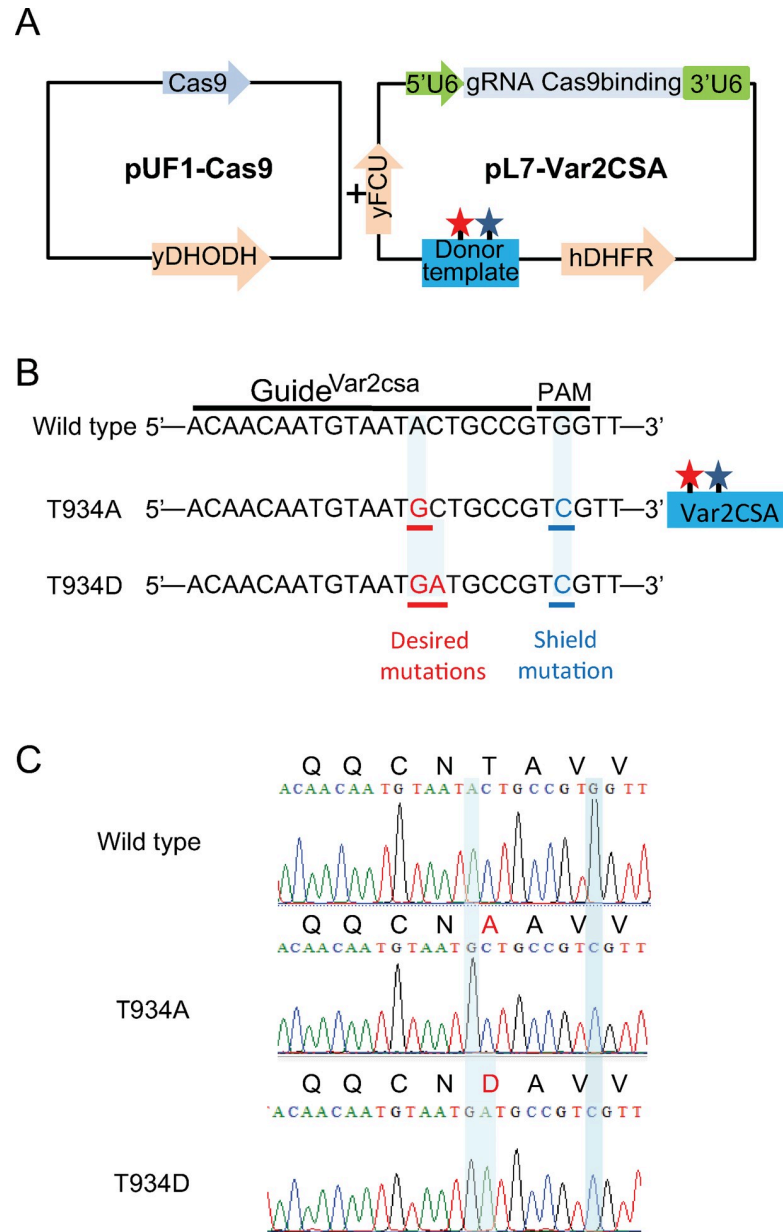 A
Cas9
pUF1-Cas9
yDHODH
+
5'U6 gRNA Cas9binding 3'U6
yFCU
pL7-Var2CSA
Donor
template
hDHFR
B
Guide Var2csa
PAM
Wild type 5'—ACAACAATGTAATACTGCCGTGGTT—3'
T934A 5'—ACAACAATGTAATGCTGCCGTCGTT—3'
Var2CSA
T934D 5'—ACAACAATGTAATGATGCCGTCGTT—3'
Desired
mutations
Shield
mutation
C
Q Q C N T A V V
ACAACAATGTAATACTGCCGTGGTT
Wild type
Q Q C N A A V V
ACAACAATGTAATGCTGCCGTCGTT
T934A
Q Q C N D A V V
ACAACAATGTAATGATGCCGTCGTT
T934D